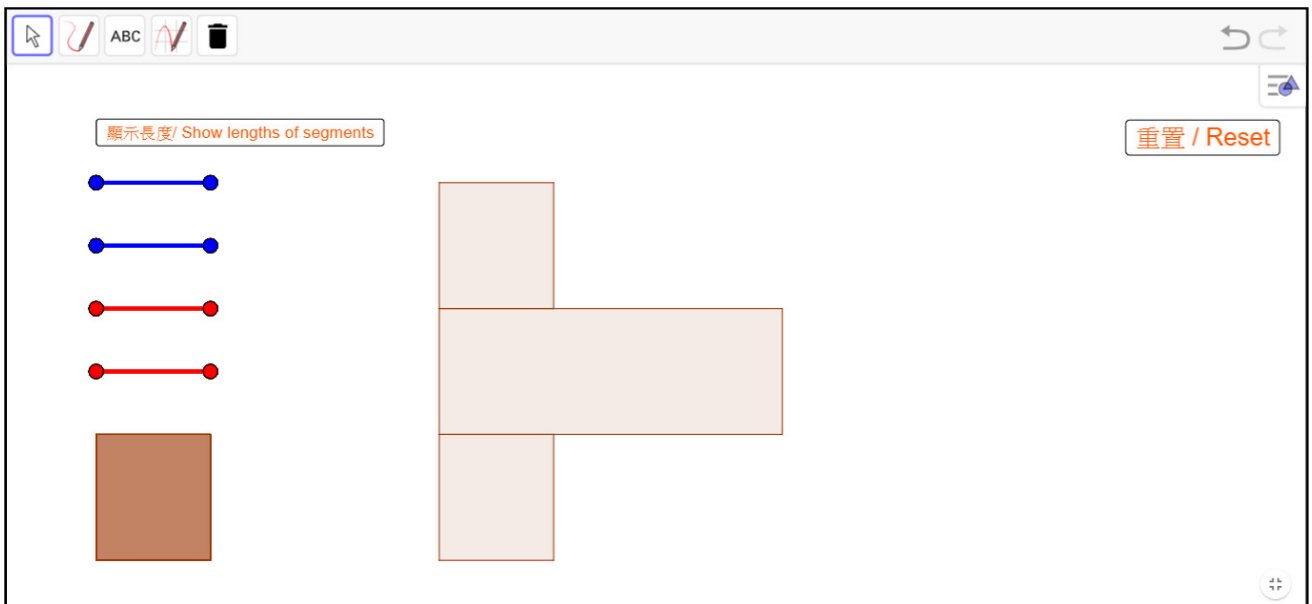 ABC
顯示長度/ Show lengths of segments
重置 / Reset